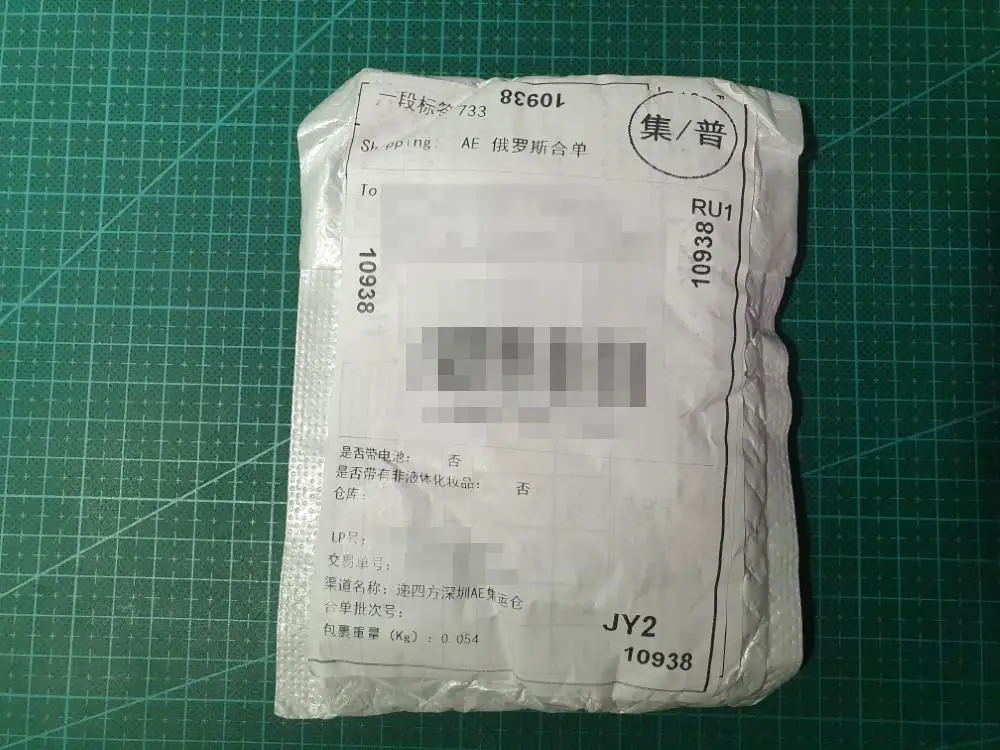 一段标签 733
10938
集/普
Shipping: AE 俄罗斯合单
To
RU1
10938
10938
是否带电池： 否
是否带有非液体化妆品： 否
仓库：
LP号：
交易单号：
渠道名称：递四方深圳AE集运仓
合单批次号：
包裹重量（Kg）：0.054
JY2
10938